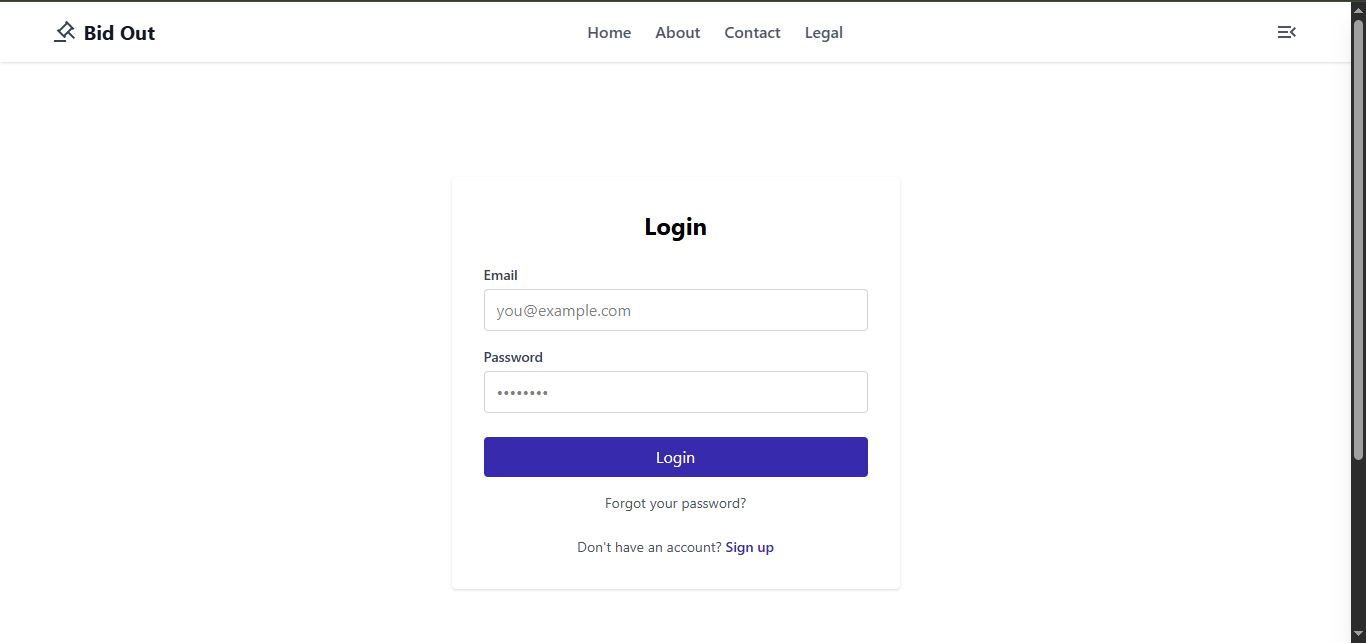 Bid Out
Home About Contact Legal
Login
Email
you@example.com
Password
••••••••
Login
Forgot your password?
Don't have an account? Sign up